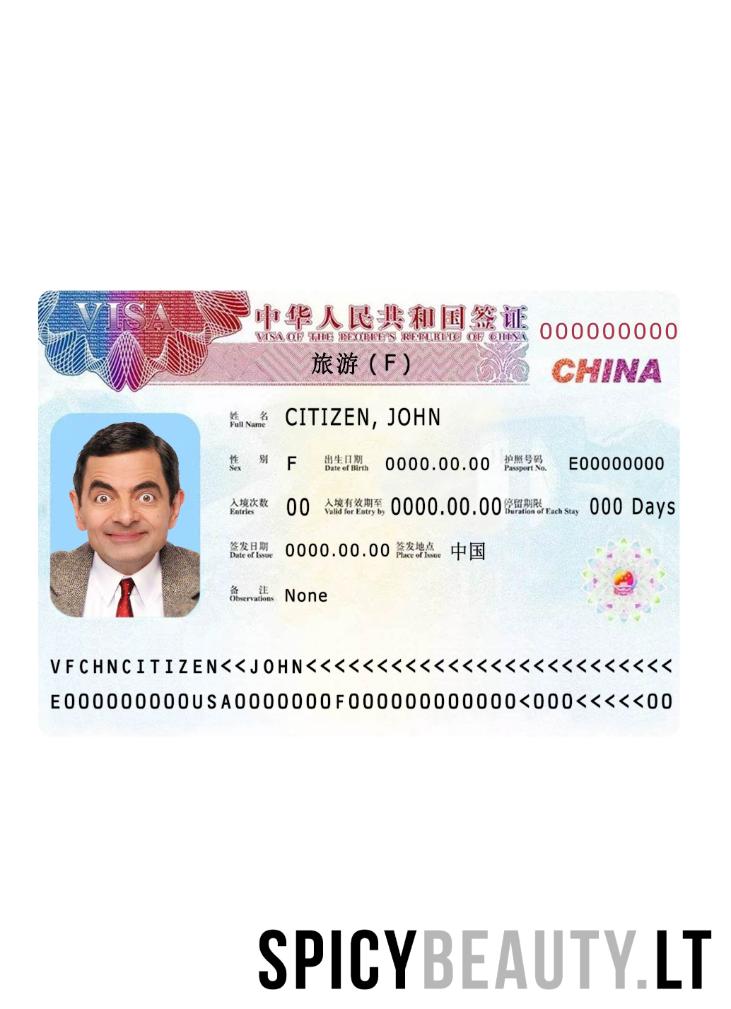 VISA
中华人民共和国签证
VISA OF THE PEOPLE'S REPUBLIC OF CHINA
000000000
旅游(F)
CHINA
姓 名 CITIZEN, JOHN
Full Name
性 别 F 出生日期 0000.00.00 护照号码 E00000000
Sex Date of Birth Passport No.
入境次数 00 入境有效期至 0000.00.00 停留期限 000 Days
Entries Valid for Entry by Duration of Each Stay
签发日期 0000.00.00 签发地点 中国
Date of Issue Place of Issue
备 注 None
Observations
VFCHNCITIZEN<<JOHN<<<<<<<<<<<<<<<<<<<<<<<<<<
E000000000USA0000000F000000000000<000<<<<<00
SPICYBEAUTY.LT